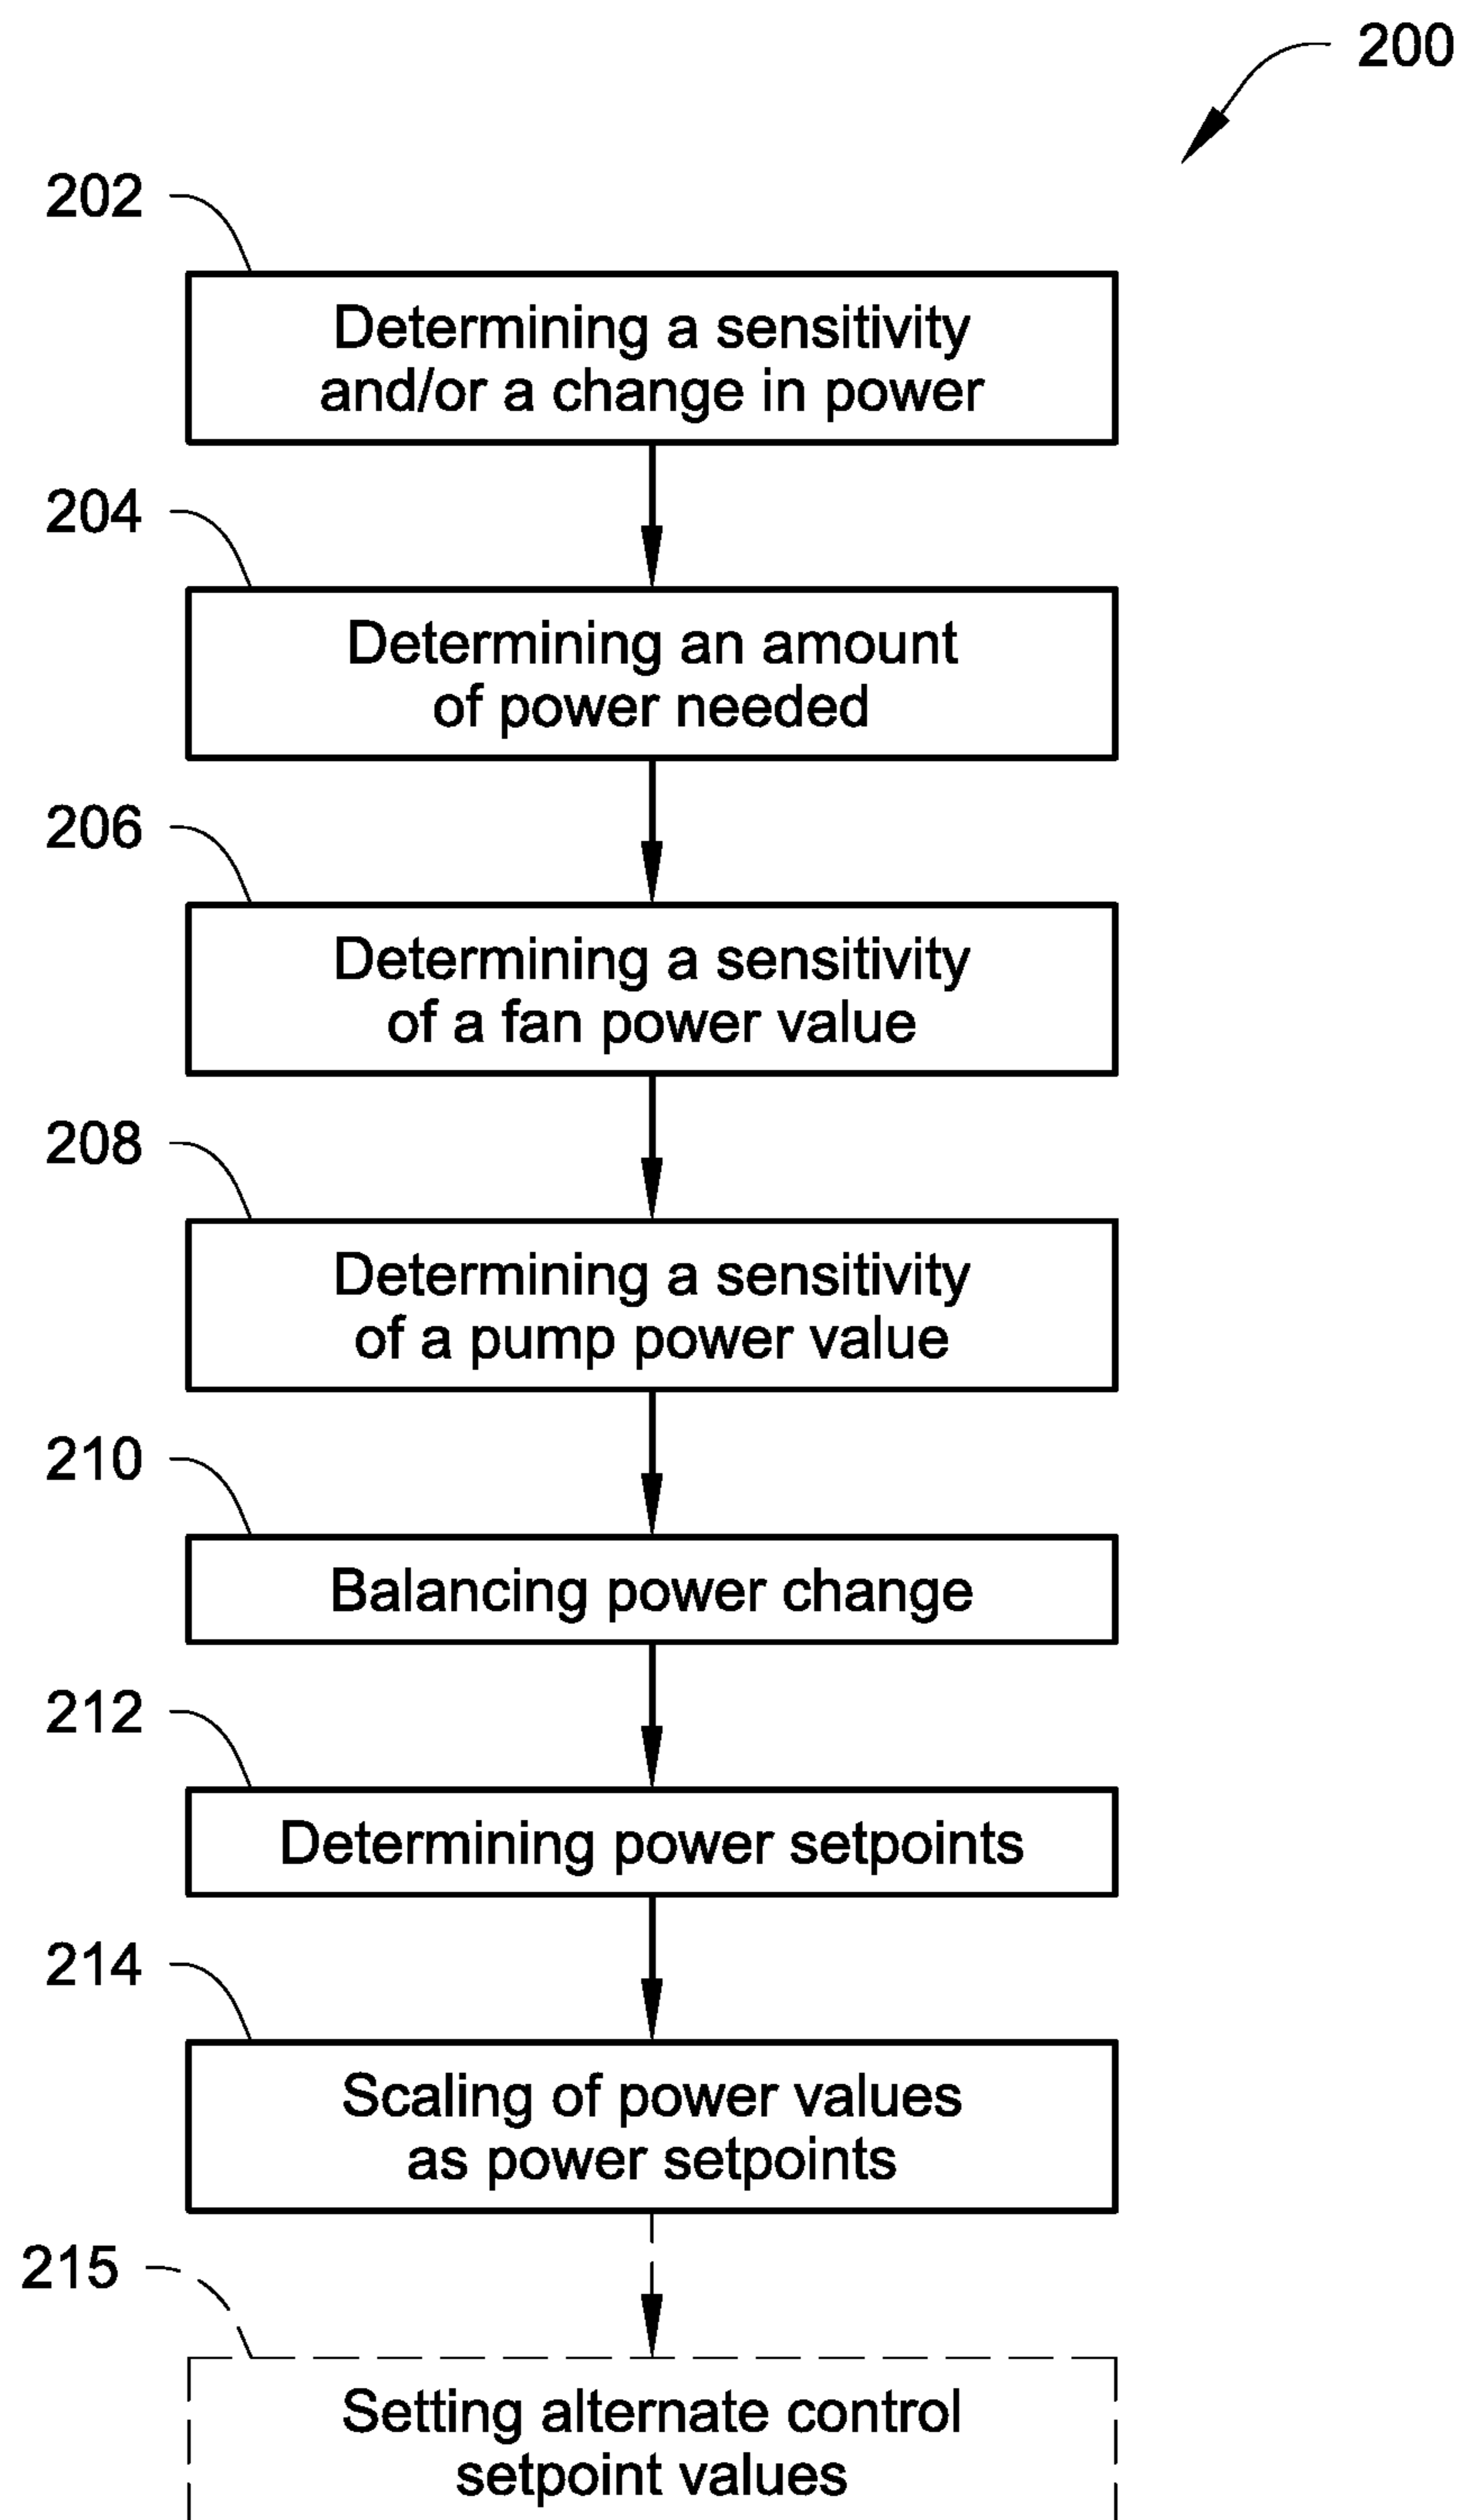 200
202
Determining a sensitivity
and/or a change in power
204
Determining an amount
of power needed
206
Determining a sensitivity
of a fan power value
208
Determining a sensitivity
of a pump power value
210
Balancing power change
212
Determining power setpoints
214
Scaling of power values
as power setpoints
215
Setting alternate control
setpoint values